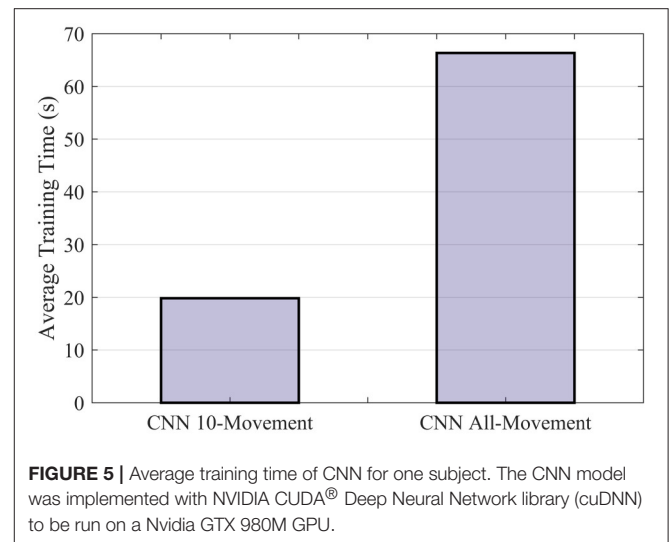 70
60
50
40
30
20
10
0
Average Training Time (s)
CNN 10-Movement CNN All-Movement
FIGURE 5 | Average training time of CNN for one subject. The CNN model
was implemented with NVIDIA CUDA® Deep Neural Network library (cuDNN)
to be run on a Nvidia GTX 980M GPU.